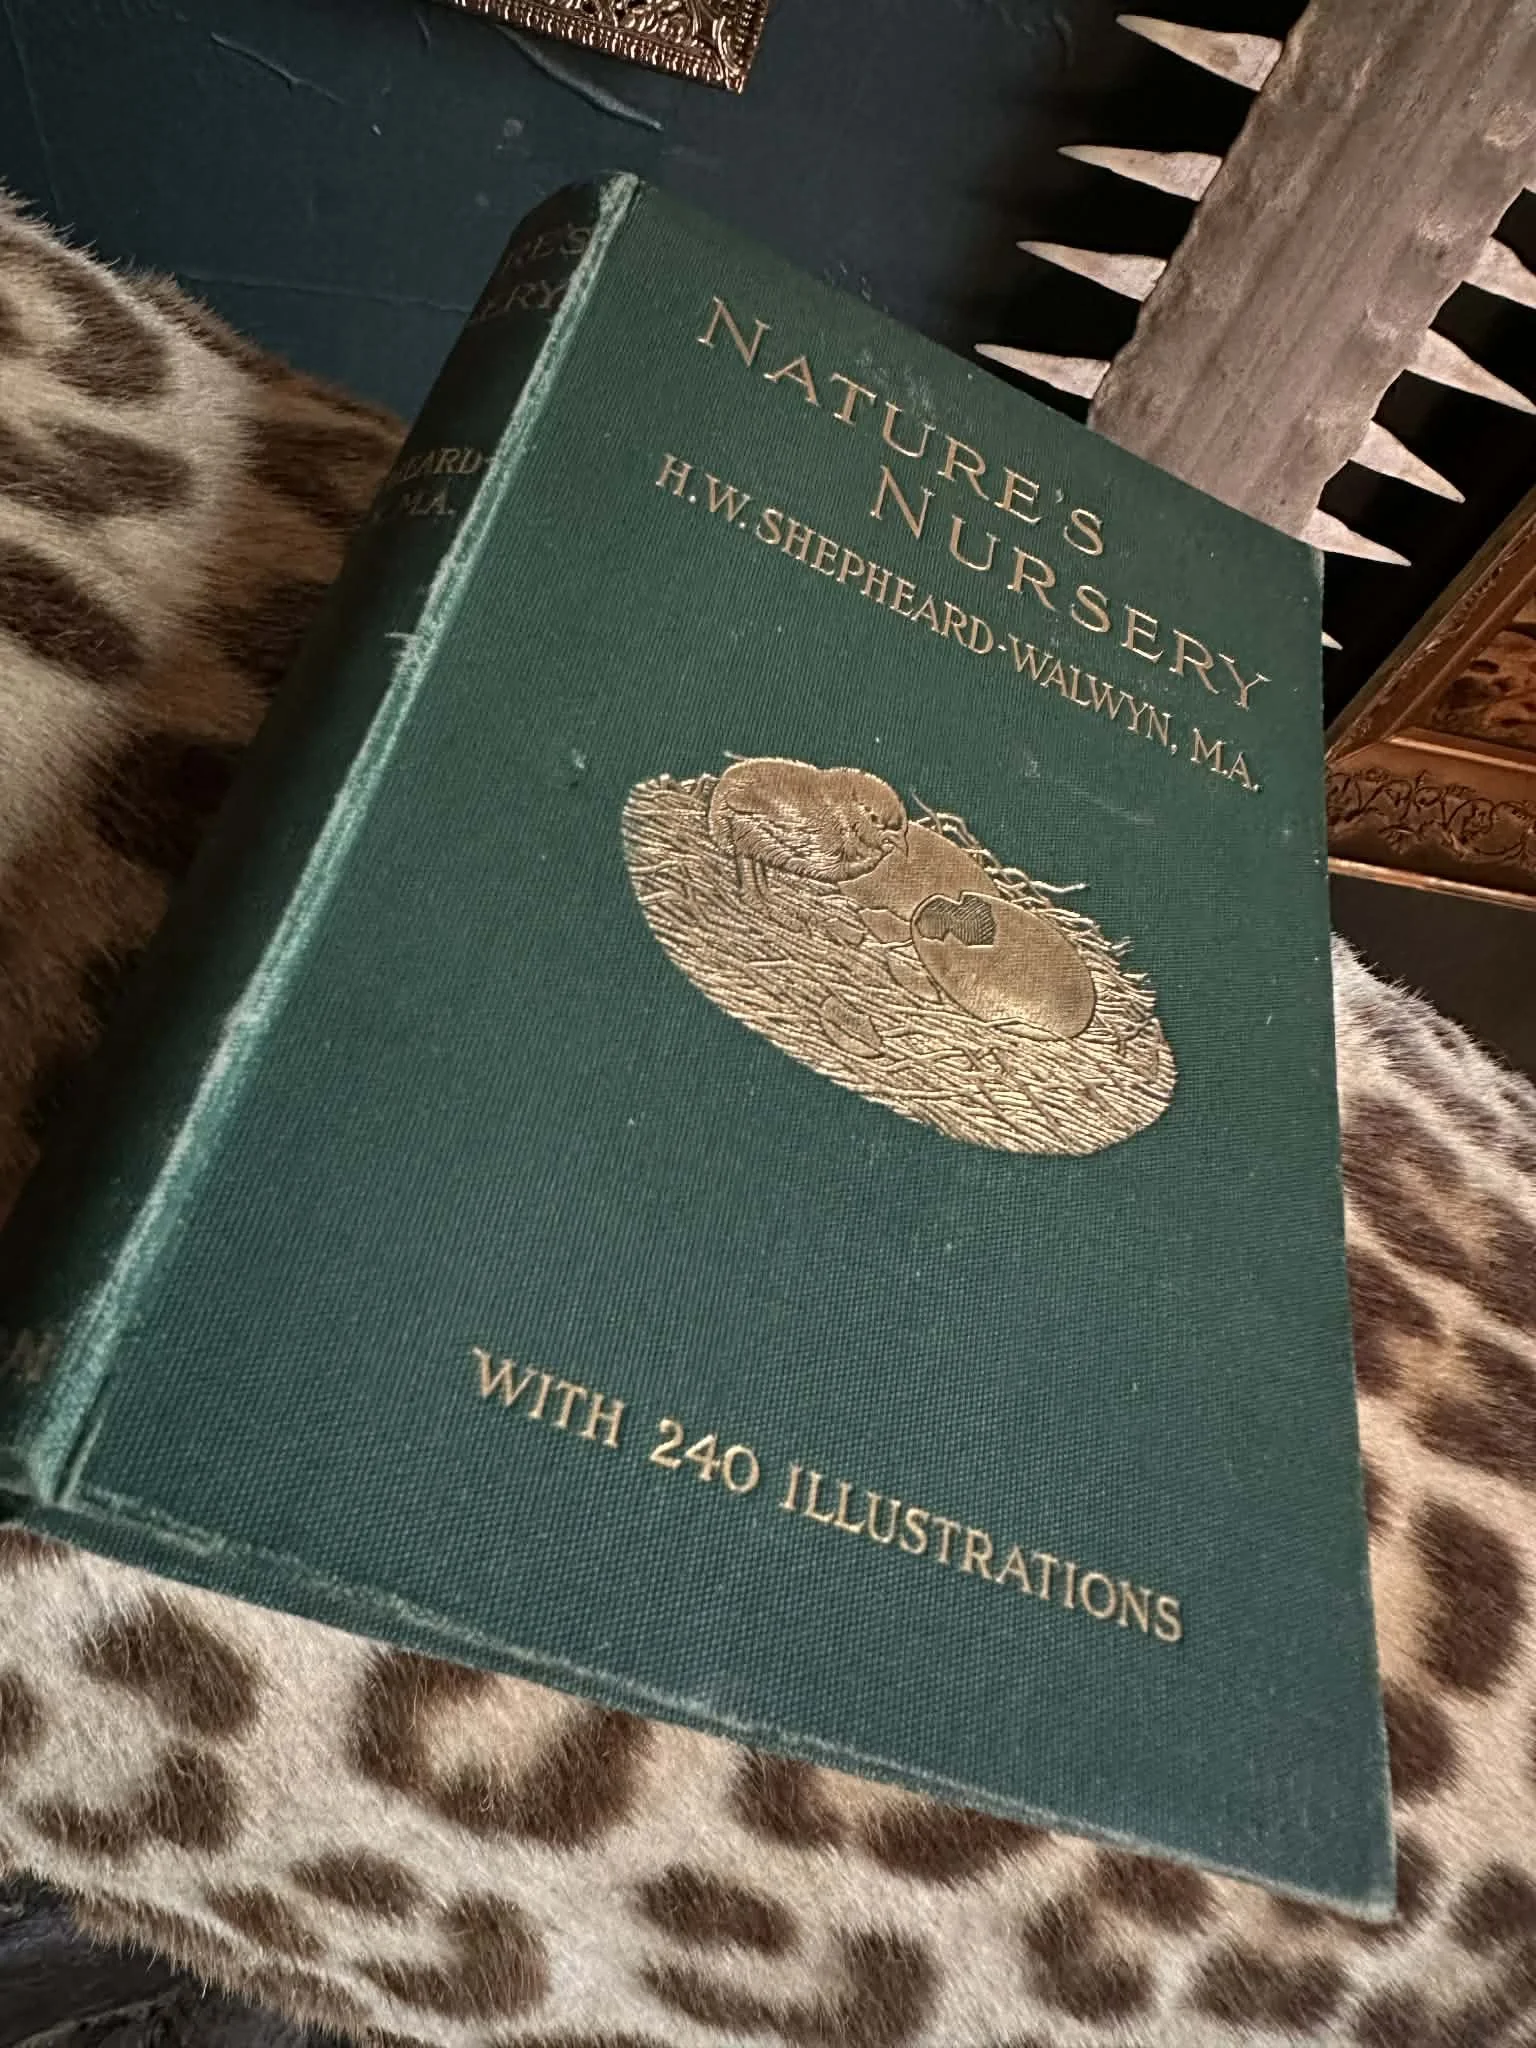 NATURE'S
NURSERY
H.W. SHEPHEARD-WALWYN, M.A.
WITH 240 ILLUSTRATIONS
M.A.